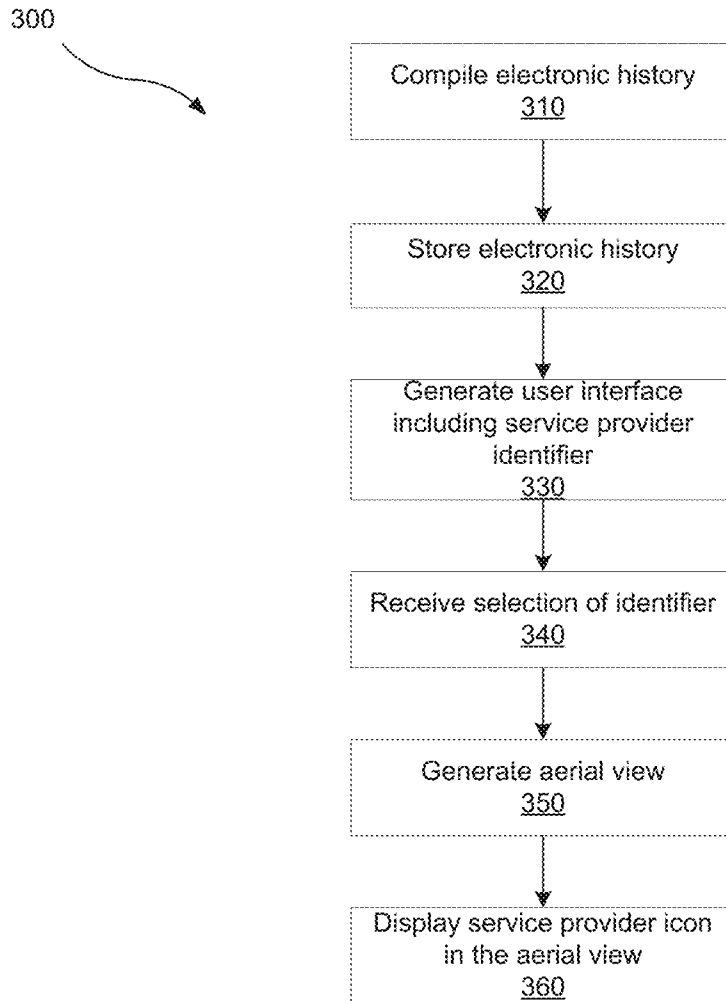 300
Compile electronic history
310
Store electronic history
320
Generate user interface
including service provider
identifier
330
Receive selection of identifier
340
Generate aerial view
350
Display service provider icon
in the aerial view
360